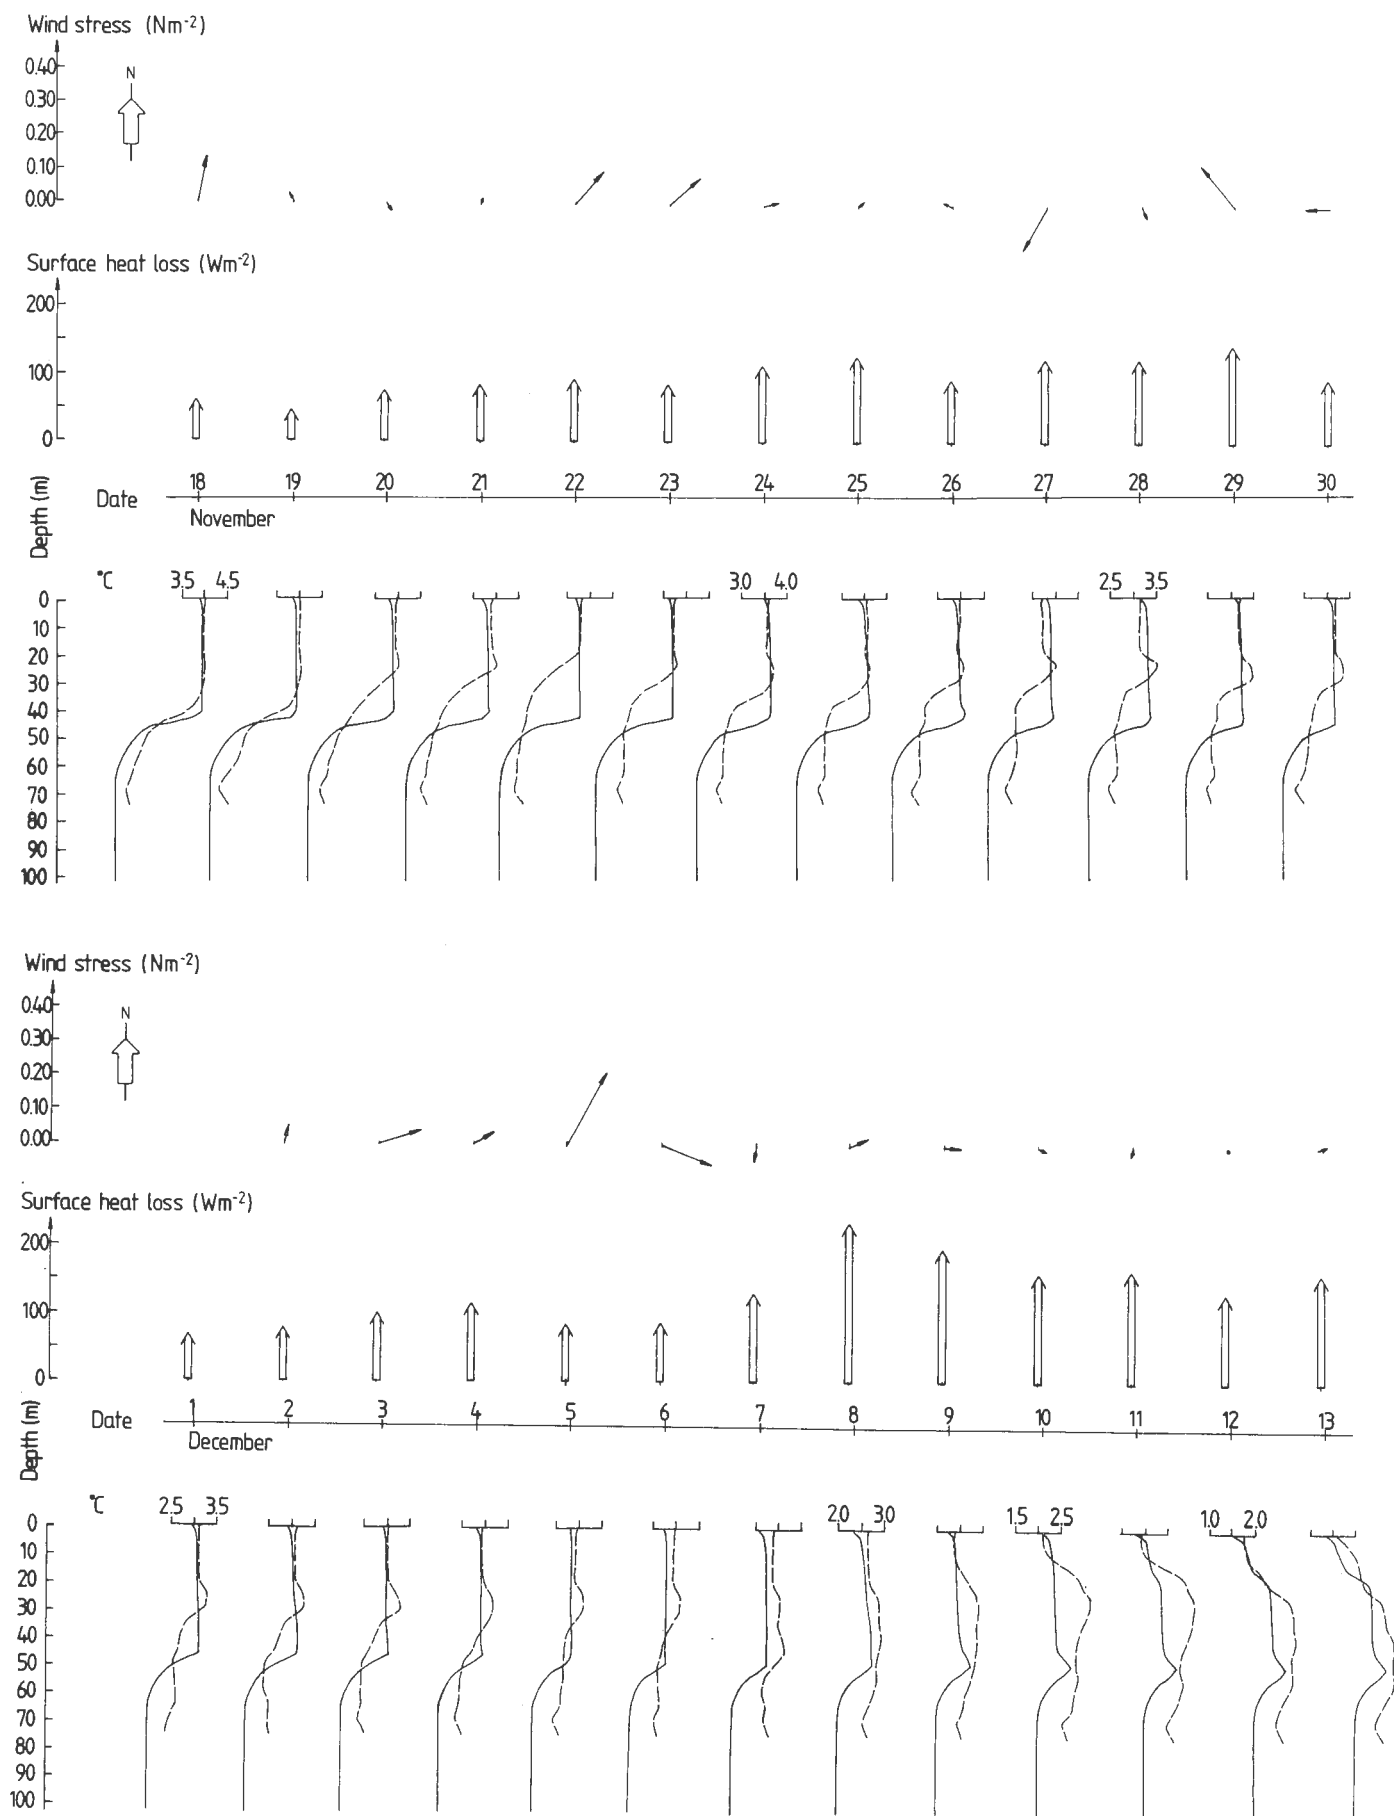 Wind stress (Nm-2)
0.40
0.30
0.20
0.10
0.00
N
Surface heat loss (Wm-2)
200
100
0
Date 18 19 20 21 22 23 24 25 26 27 28 29 30
November
Depth (m)
°C 3.5 4.5 3.0 4.0 2.5 3.5
0
10
20
30
40
50
60
70
80
90
100
Wind stress (Nm-2)
0.40
0.30
0.20
0.10
0.00
N
Surface heat loss (Wm-2)
200
100
0
Date 1 2 3 4 5 6 7 8 9 10 11 12 13
December
Depth (m)
°C 2.5 3.5 2.0 3.0 1.5 2.5 1.0 2.0
0
10
20
30
40
50
60
70
80
90
100